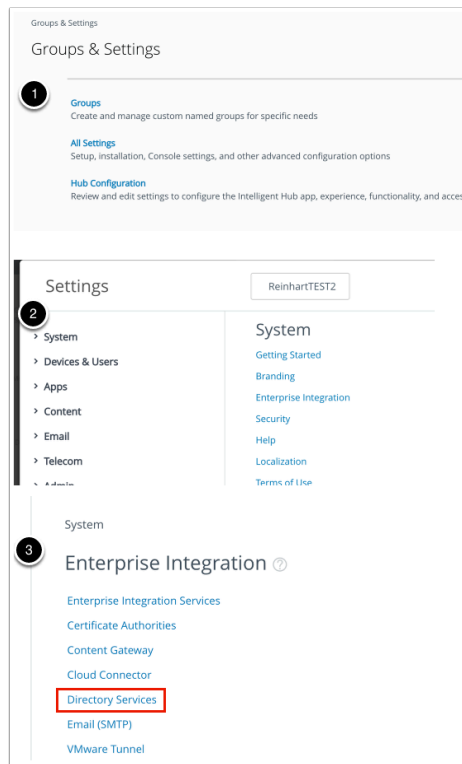 Groups & Settings
Groups & Settings
1
Groups
Create and manage custom named groups for specific needs
All Settings
Setup, installation, Console settings, and other advanced configuration options
Hub Configuration
Review and edit settings to configure the Intelligent Hub app, experience, functionality, and acces
Settings
ReinhartTEST2
2
System
Devices & Users
Apps
Content
Email
Telecom
Admin
System
Getting Started
Branding
Enterprise Integration
Security
Help
Localization
Terms of Use
System
3
Enterprise Integration ?
Enterprise Integration Services
Certificate Authorities
Content Gateway
Cloud Connector
Directory Services
Email (SMTP)
VMware Tunnel